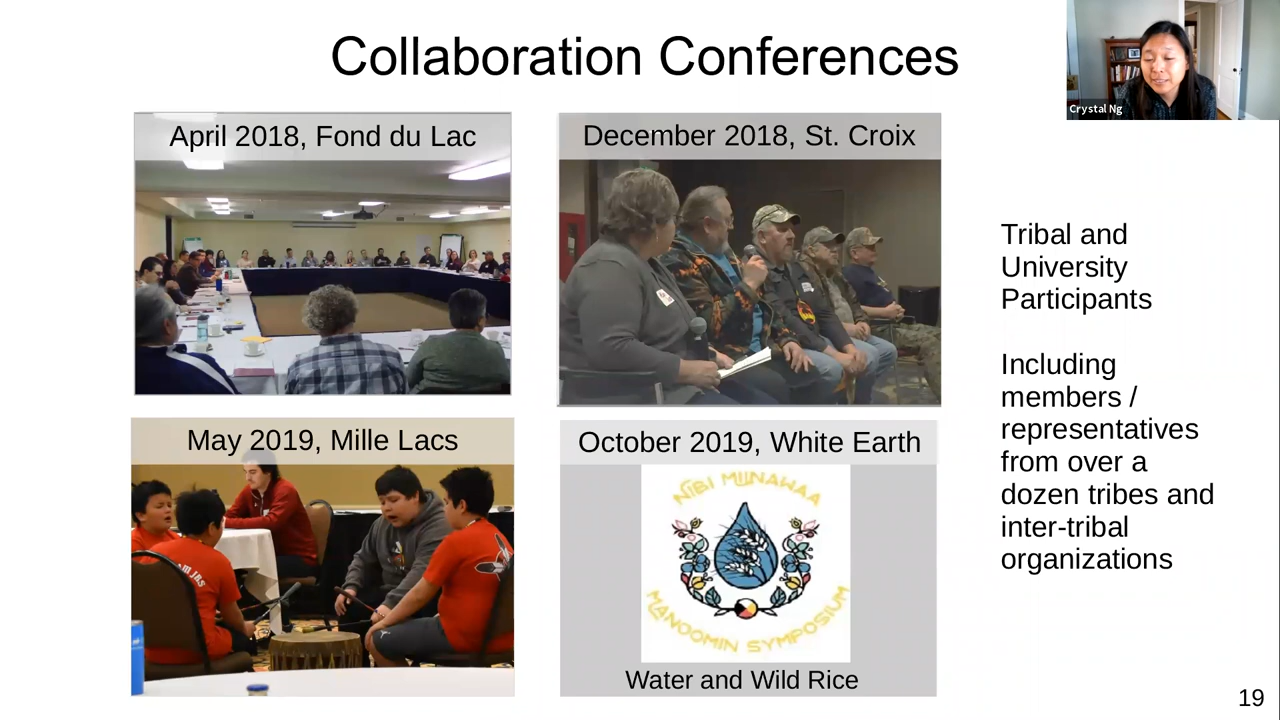 Collaboration Conferences
Crystal Ng
April 2018, Fond du Lac
December 2018, St. Croix
May 2019, Mille Lacs
October 2019, White Earth
NIBI MIINAWAA
MANOOMIN SYMPOSIUM
Water and Wild Rice
Tribal and
University
Participants
Including
members /
representatives
from over a
dozen tribes and
inter-tribal
organizations
19